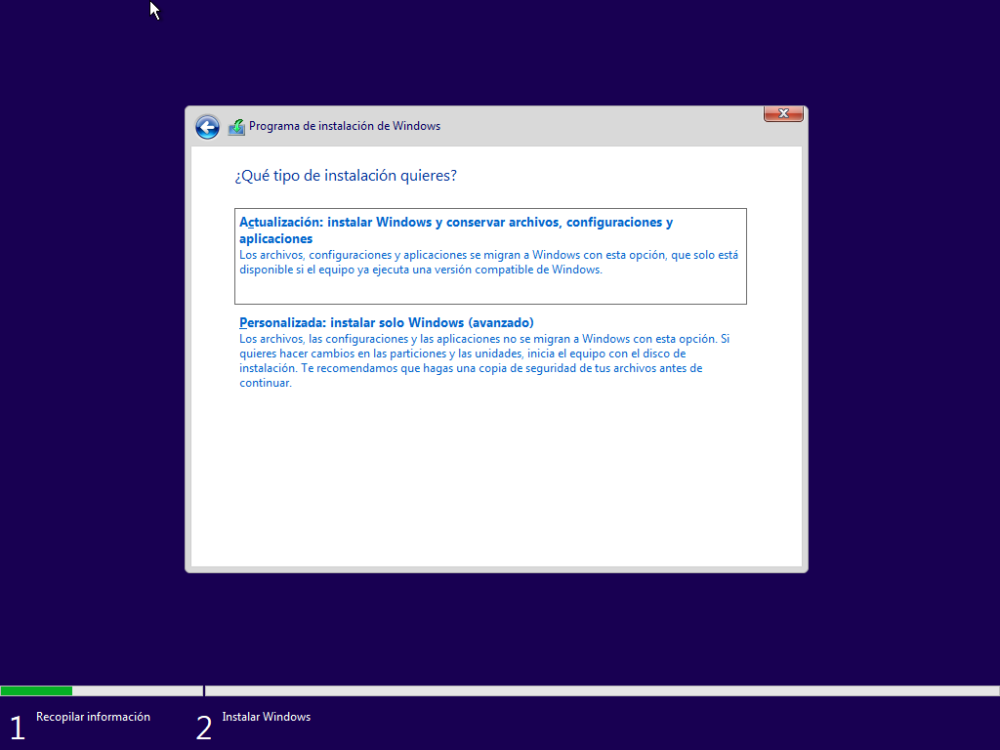 Programa de instalación de Windows
¿Qué tipo de instalación quieres?
Actualización: instalar Windows y conservar archivos, configuraciones y
aplicaciones
Los archivos, configuraciones y aplicaciones se migran a Windows con esta opción, que solo está
disponible si el equipo ya ejecuta una versión compatible de Windows.
Personalizada: instalar solo Windows (avanzado)
Los archivos, las configuraciones y las aplicaciones no se migran a Windows con esta opción. Si
quieres hacer cambios en las particiones y las unidades, inicia el equipo con el disco de
instalación. Te recomendamos que hagas una copia de seguridad de tus archivos antes de
continuar.
1 Recopilar información
2 Instalar Windows